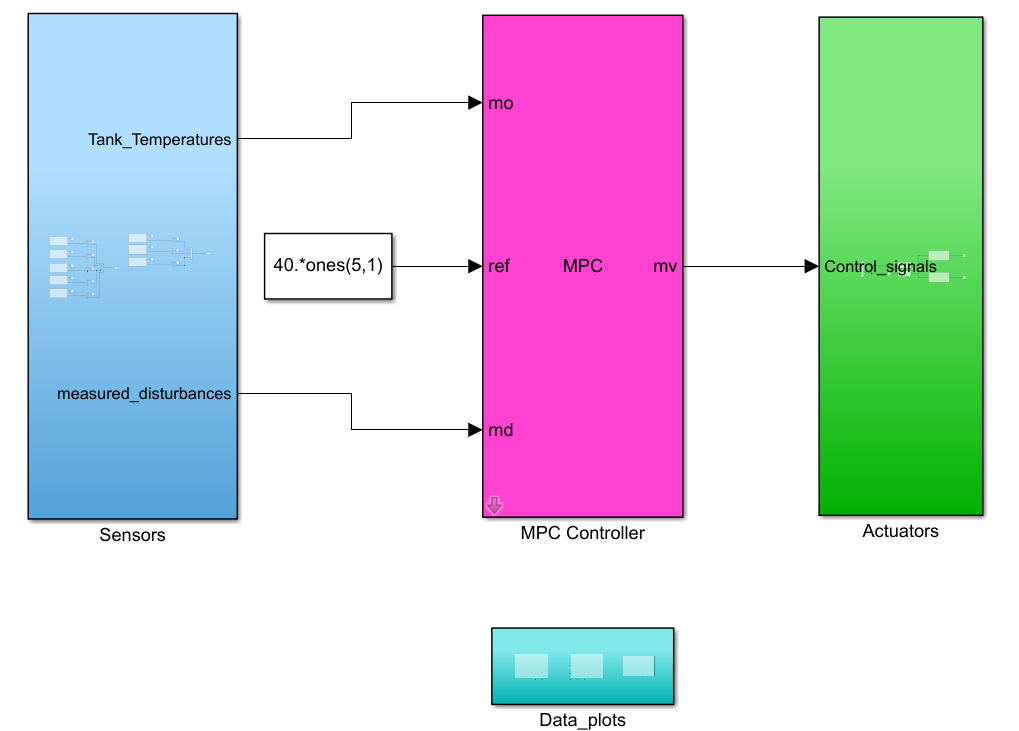 mo
Tank_Temperatures
40.*ones(5,1)
ref
MPC
mv
Control_signals
measured_disturbances
md
Sensors
MPC Controller
Actuators
Data_plots